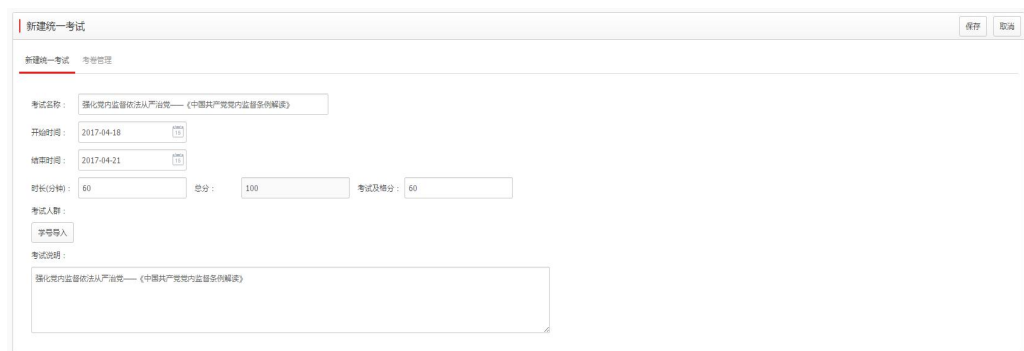 新建统一考试 保存 取消
新建统一考试 考卷管理
考试名称： 强化党内监督依法从严治党——《中国共产党党内监督条例解读》
开始时间： 2017-04-18
结束时间： 2017-04-21
时长(分钟)： 60 总分： 100 考试及格分： 60
考试人群：
学号导入
考试说明：
强化党内监督依法从严治党——《中国共产党党内监督条例解读》